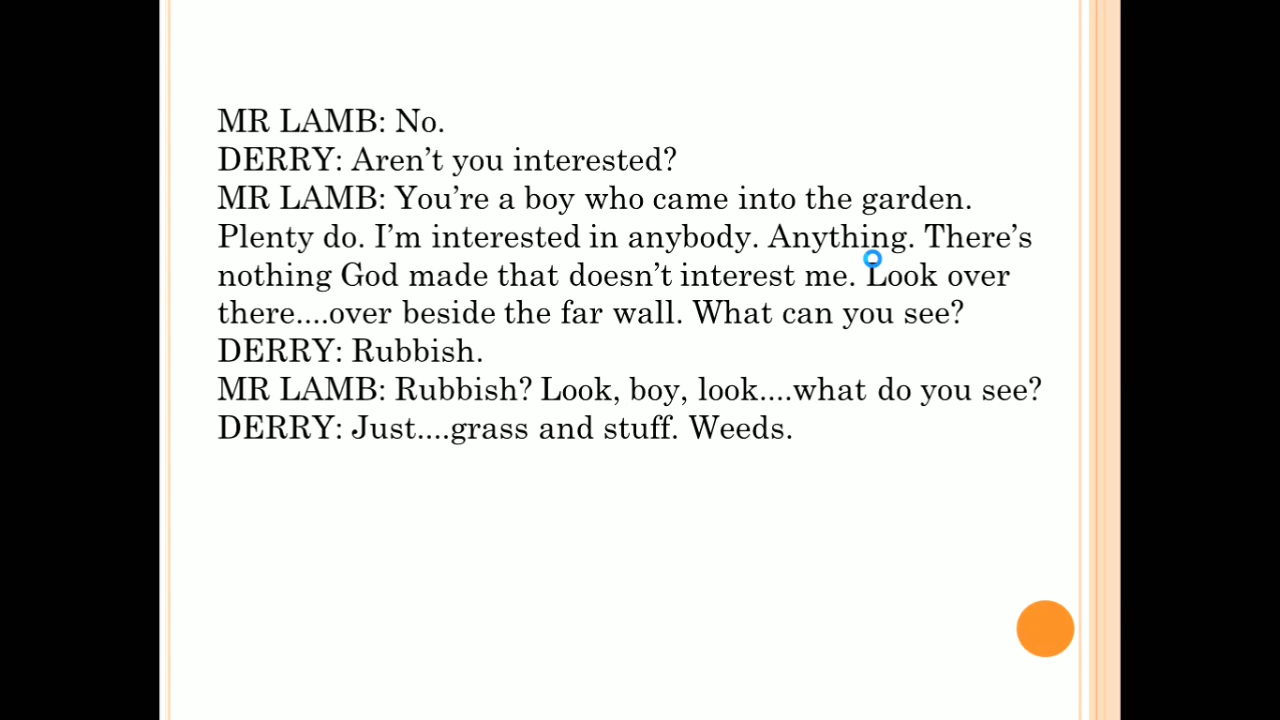 MR LAMB: No.
DERRY: Aren’t you interested?
MR LAMB: You’re a boy who came into the garden.
Plenty do. I’m interested in anybody. Anything. There’s
nothing God made that doesn’t interest me. Look over
there....over beside the far wall. What can you see?
DERRY: Rubbish.
MR LAMB: Rubbish? Look, boy, look....what do you see?
DERRY: Just....grass and stuff. Weeds.